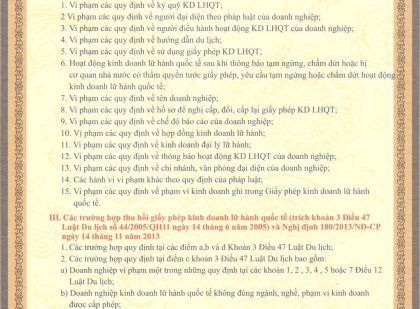 1. Vi phạm các quy định về ký quỹ KD LHQT;
2 Vi phạm các quy định về người đại diện theo pháp luật của doanh nghiệp;
3. Vi phạm các quy định về người điều hành hoạt động KD LHQT của doanh nghiệp;
4. Vi phạm các quy định về hướng dẫn du lịch;
5. Vi phạm các quy định về sử dụng giấy phép KD LHQT;
6. Hoạt động kinh doanh lữ hành quốc tế sau khi thông báo tạm ngừng, chấm dứt hoặc bị
cơ quan nhà nước có thẩm quyền tước giấy phép, yêu cầu tạm ngừng hoặc chấm dứt hoạt động
kinh doanh lữ hành quốc tế;
7. Vi phạm các quy định về tên doanh nghiệp;
8. Vi phạm các quy định về hồ sơ đề nghị cấp, đổi, cấp lại giấy phép KD LHQT;
9. Vi phạm các quy định về chế độ báo cáo của doanh nghiệp;
10. Vi phạm các quy định về hợp đồng kinh doanh lữ hành;
11. Vi phạm các quy định về kinh doanh đại lý lữ hành;
12. Vi phạm các quy định về thông báo hoạt động KD LHQT của doanh nghiệp;
13. Vi phạm các quy định về chi nhánh, văn phòng đại diện của doanh nghiệp;
14. Các hành vi vi phạm khác theo quy định của pháp luật.
15. Vi phạm các quy định về phạm vi kinh doanh ghi trong Giấy phép kinh doanh lữ hành
quốc tế.
III. Các trường hợp thu hồi giấy phép kinh doanh lữ hành quốc tế (trích khoản 3 Điều 47
Luật Du lịch số 44/2005/QH11 ngày 14 tháng 6 năm 2005) và Nghị định 180/2013/NĐ-CP
ngày 14 tháng 11 năm 2013
1. Các trường hợp quy định tại các điểm a,b và d Khoản 3 Điều 47 Luật Du lịch;
2. Các trường hợp quy định tại điểm c khoản 3 Điều 47 Luật Du lịch bao gồm:
a) Doanh nghiệp vi phạm một trong những quy định tại các khoản 1, 2 , 3 , 4 , 5 hoặc 7 Điều 12
Luật Du lịch;
b) Doanh nghiệp kinh doanh lữ hành quốc tế không đúng ngành, nghề, phạm vi kinh doanh
được cấp phép;